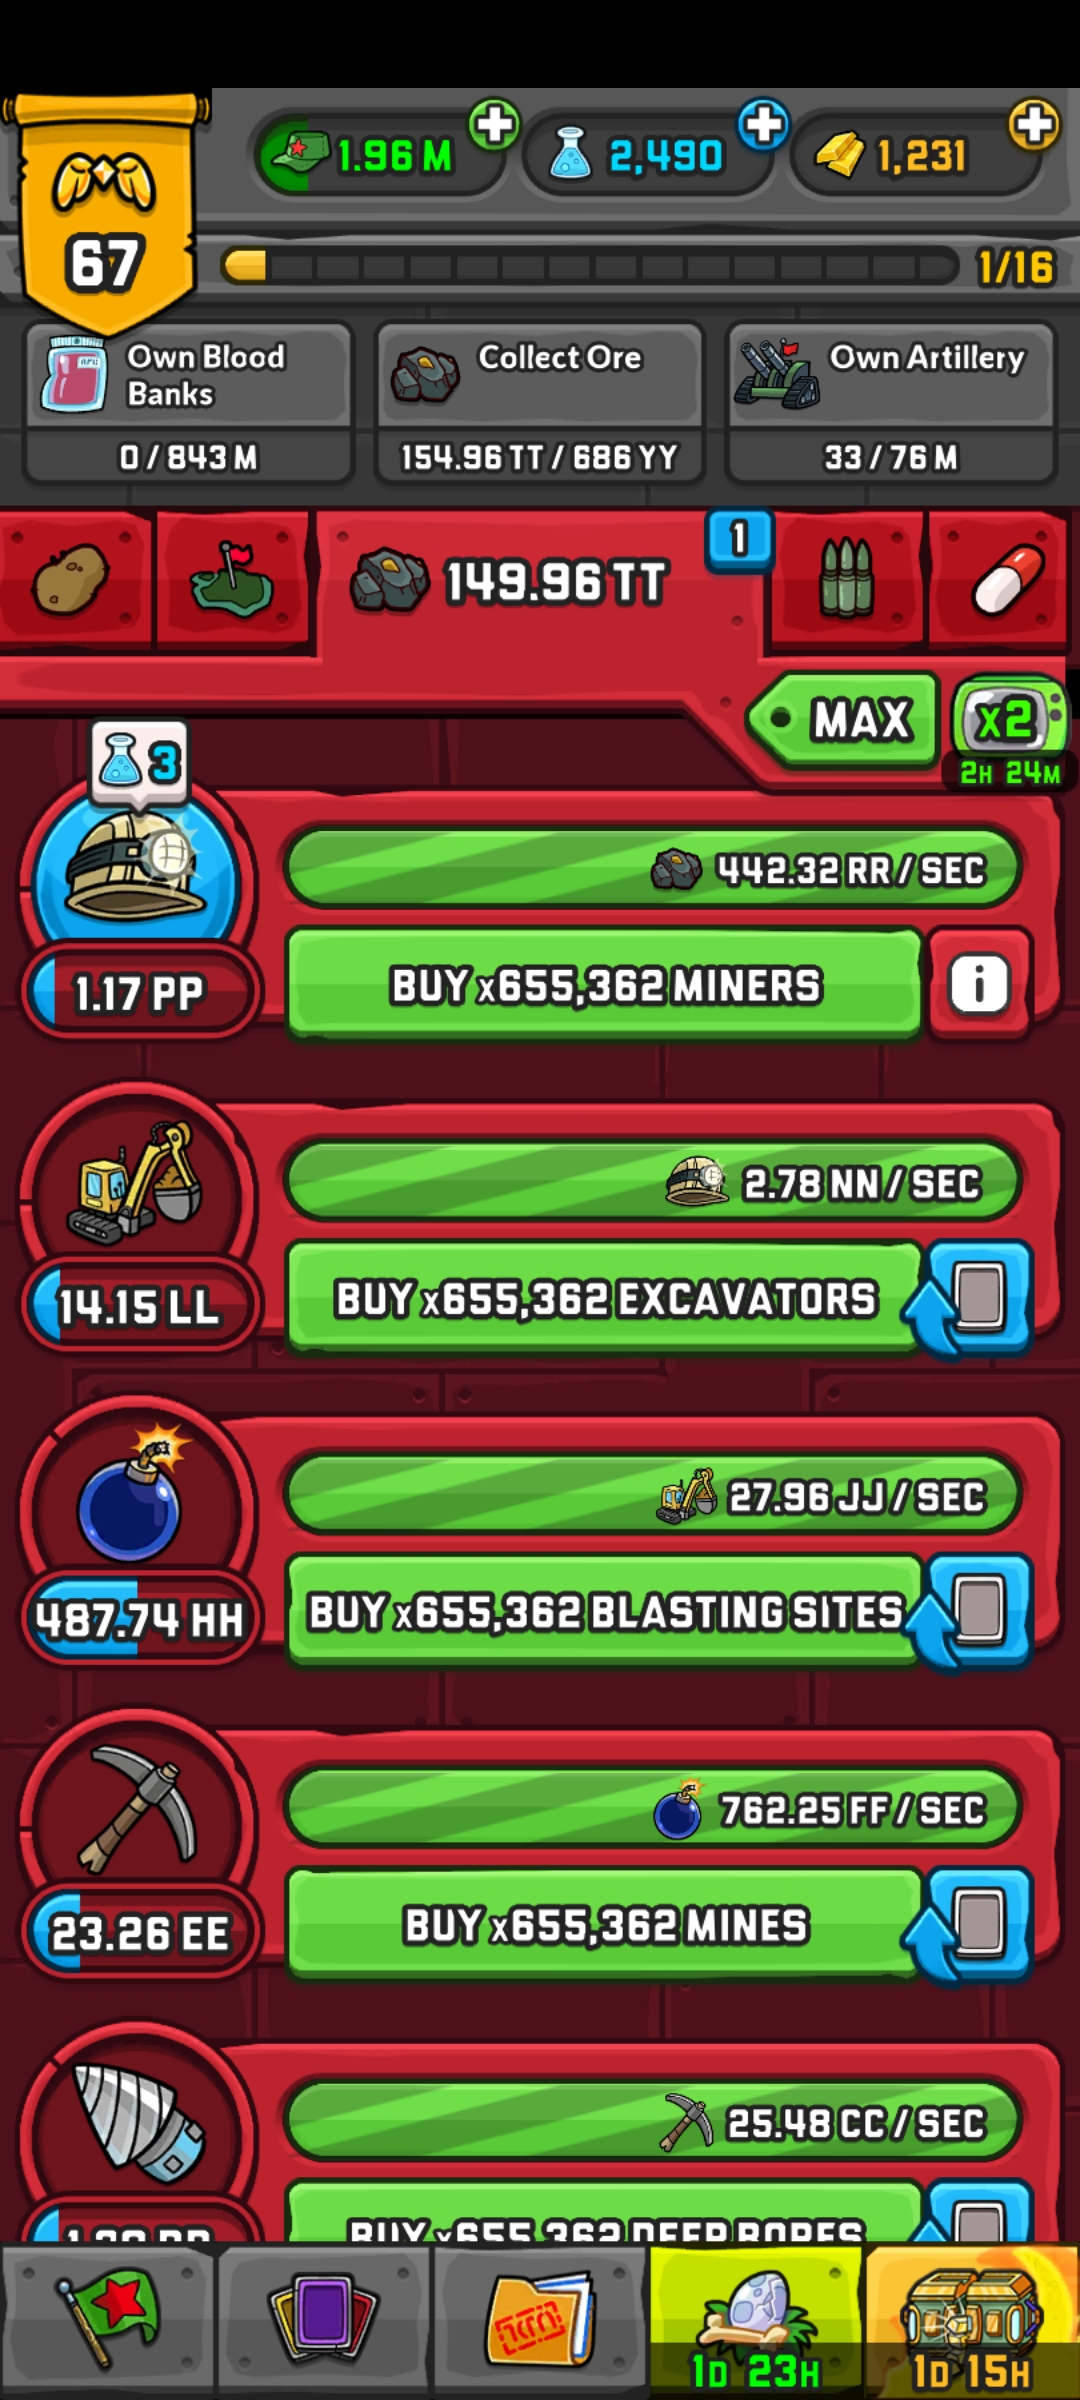 1.96 M
2,490
1,231
67
1/16
Own Blood
Banks
0 / 843 M
Collect Ore
154.96 TT / 686 YY
Own Artillery
33 / 76 M
149.96 TT
1
MAX
x2
2H 24M
3
442.32 RR / SEC
1.17 PP
BUY x655,362 MINERS
i
2.78 NN / SEC
14.15 LL
BUY x655,362 EXCAVATORS
27.96 JJ / SEC
487.74 HH
BUY x655,362 BLASTING SITES
762.25 FF / SEC
23.26 EE
BUY x655,362 MINES
25.48 CC / SEC
BUY x655,362 DEEP BORES
1D 23H
1D 15H